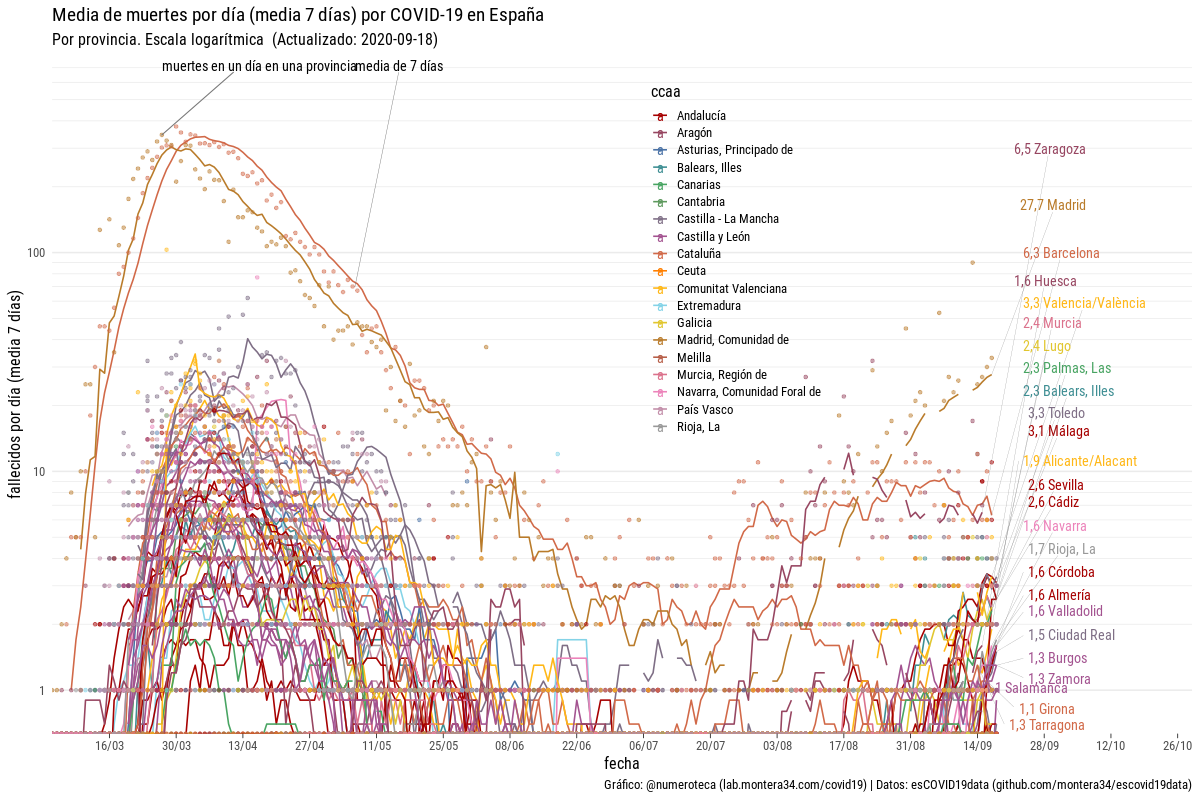 Media de muertes por día (media 7 días) por COVID-19 en España
Por provincia. Escala logarítmica  (Actualizado: 2020-09-18)
muertes en un día en una provincia
media de 7 días
ccaa
Andalucía
Aragón
Asturias, Principado de
Balears, Illes
Canarias
Cantabria
Castilla - La Mancha
Castilla y León
Cataluña
Ceuta
Comunitat Valenciana
Extremadura
Galicia
Madrid, Comunidad de
Melilla
Murcia, Región de
Navarra, Comunidad Foral de
País Vasco
Rioja, La
6,5 Zaragoza
27,7 Madrid
6,3 Barcelona
1,6 Huesca
3,3 Valencia/València
2,4 Murcia
2,4 Lugo
2,3 Palmas, Las
2,3 Balears, Illes
3,3 Toledo
3,1 Málaga
1,9 Alicante/Alacant
2,6 Sevilla
2,6 Cádiz
1,6 Navarra
1,7 Rioja, La
1,6 Córdoba
1,6 Almería
1,6 Valladolid
1,5 Ciudad Real
1,3 Burgos
1,3 Zamora
1 Salamanca
1,1 Girona
1,3 Tarragona
fallecidos por día (media 7 días)
100
10
1
16/03
30/03
13/04
27/04
11/05
25/05
08/06
22/06
06/07
20/07
03/08
17/08
31/08
14/09
28/09
12/10
26/10
fecha
Gráfico: @numeroteca (lab.montera34.com/covid19) | Datos: esCOVID19data (github.com/montera34/escovid19data)